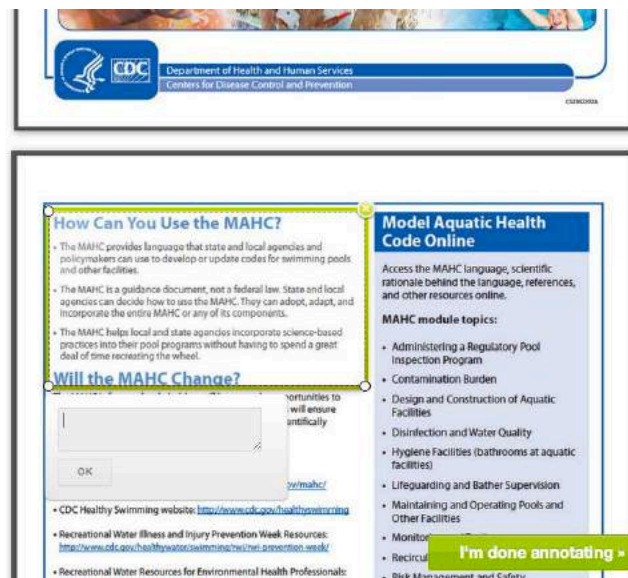 CDC
Department of Health and Human Services
Centers for Disease Control and Prevention
How Can You Use the MAHC?
• The MAHC provides language that state and local agencies and
policymakers can use to develop or update codes for swimming pools
and other facilities.
• The MAHC is a guidance document, not a federal law. State and local
agencies can decide how to use the MAHC. They can adopt, adapt, and
incorporate the entire MAHC or any of its components.
• The MAHC helps local and state agencies incorporate science-based
practices into their pool programs without having to spend a great
deal of time recreating the wheel.
Will the MAHC Change?
opportunities to
will ensure
OK
v/mahc/
• CDC Healthy Swimming website: http://www.cdc.gov/healthyswimming
• Recreational Water Illness and Injury Prevention Week Resources:
http://www.cdc.gov/healthywater/swimming/rwi/rwi-prevention-week/
• Recreational Water Resources for Environmental Health Professionals:
Model Aquatic Health
Code Online
Access the MAHC language, scientific
rationale behind the language, references,
and other resources online.
MAHC module topics:
• Administering a Regulatory Pool
Inspection Program
• Contamination Burden
• Design and Construction of Aquatic
Facilities
• Disinfection and Water Quality
• Hygiene Facilities (bathrooms at aquatic
facilities)
• Lifeguarding and Bather Supervision
• Maintaining and Operating Pools and
Other Facilities
• Monitor
• Recircul
• Risk Management and Safety
I'm done annotating »